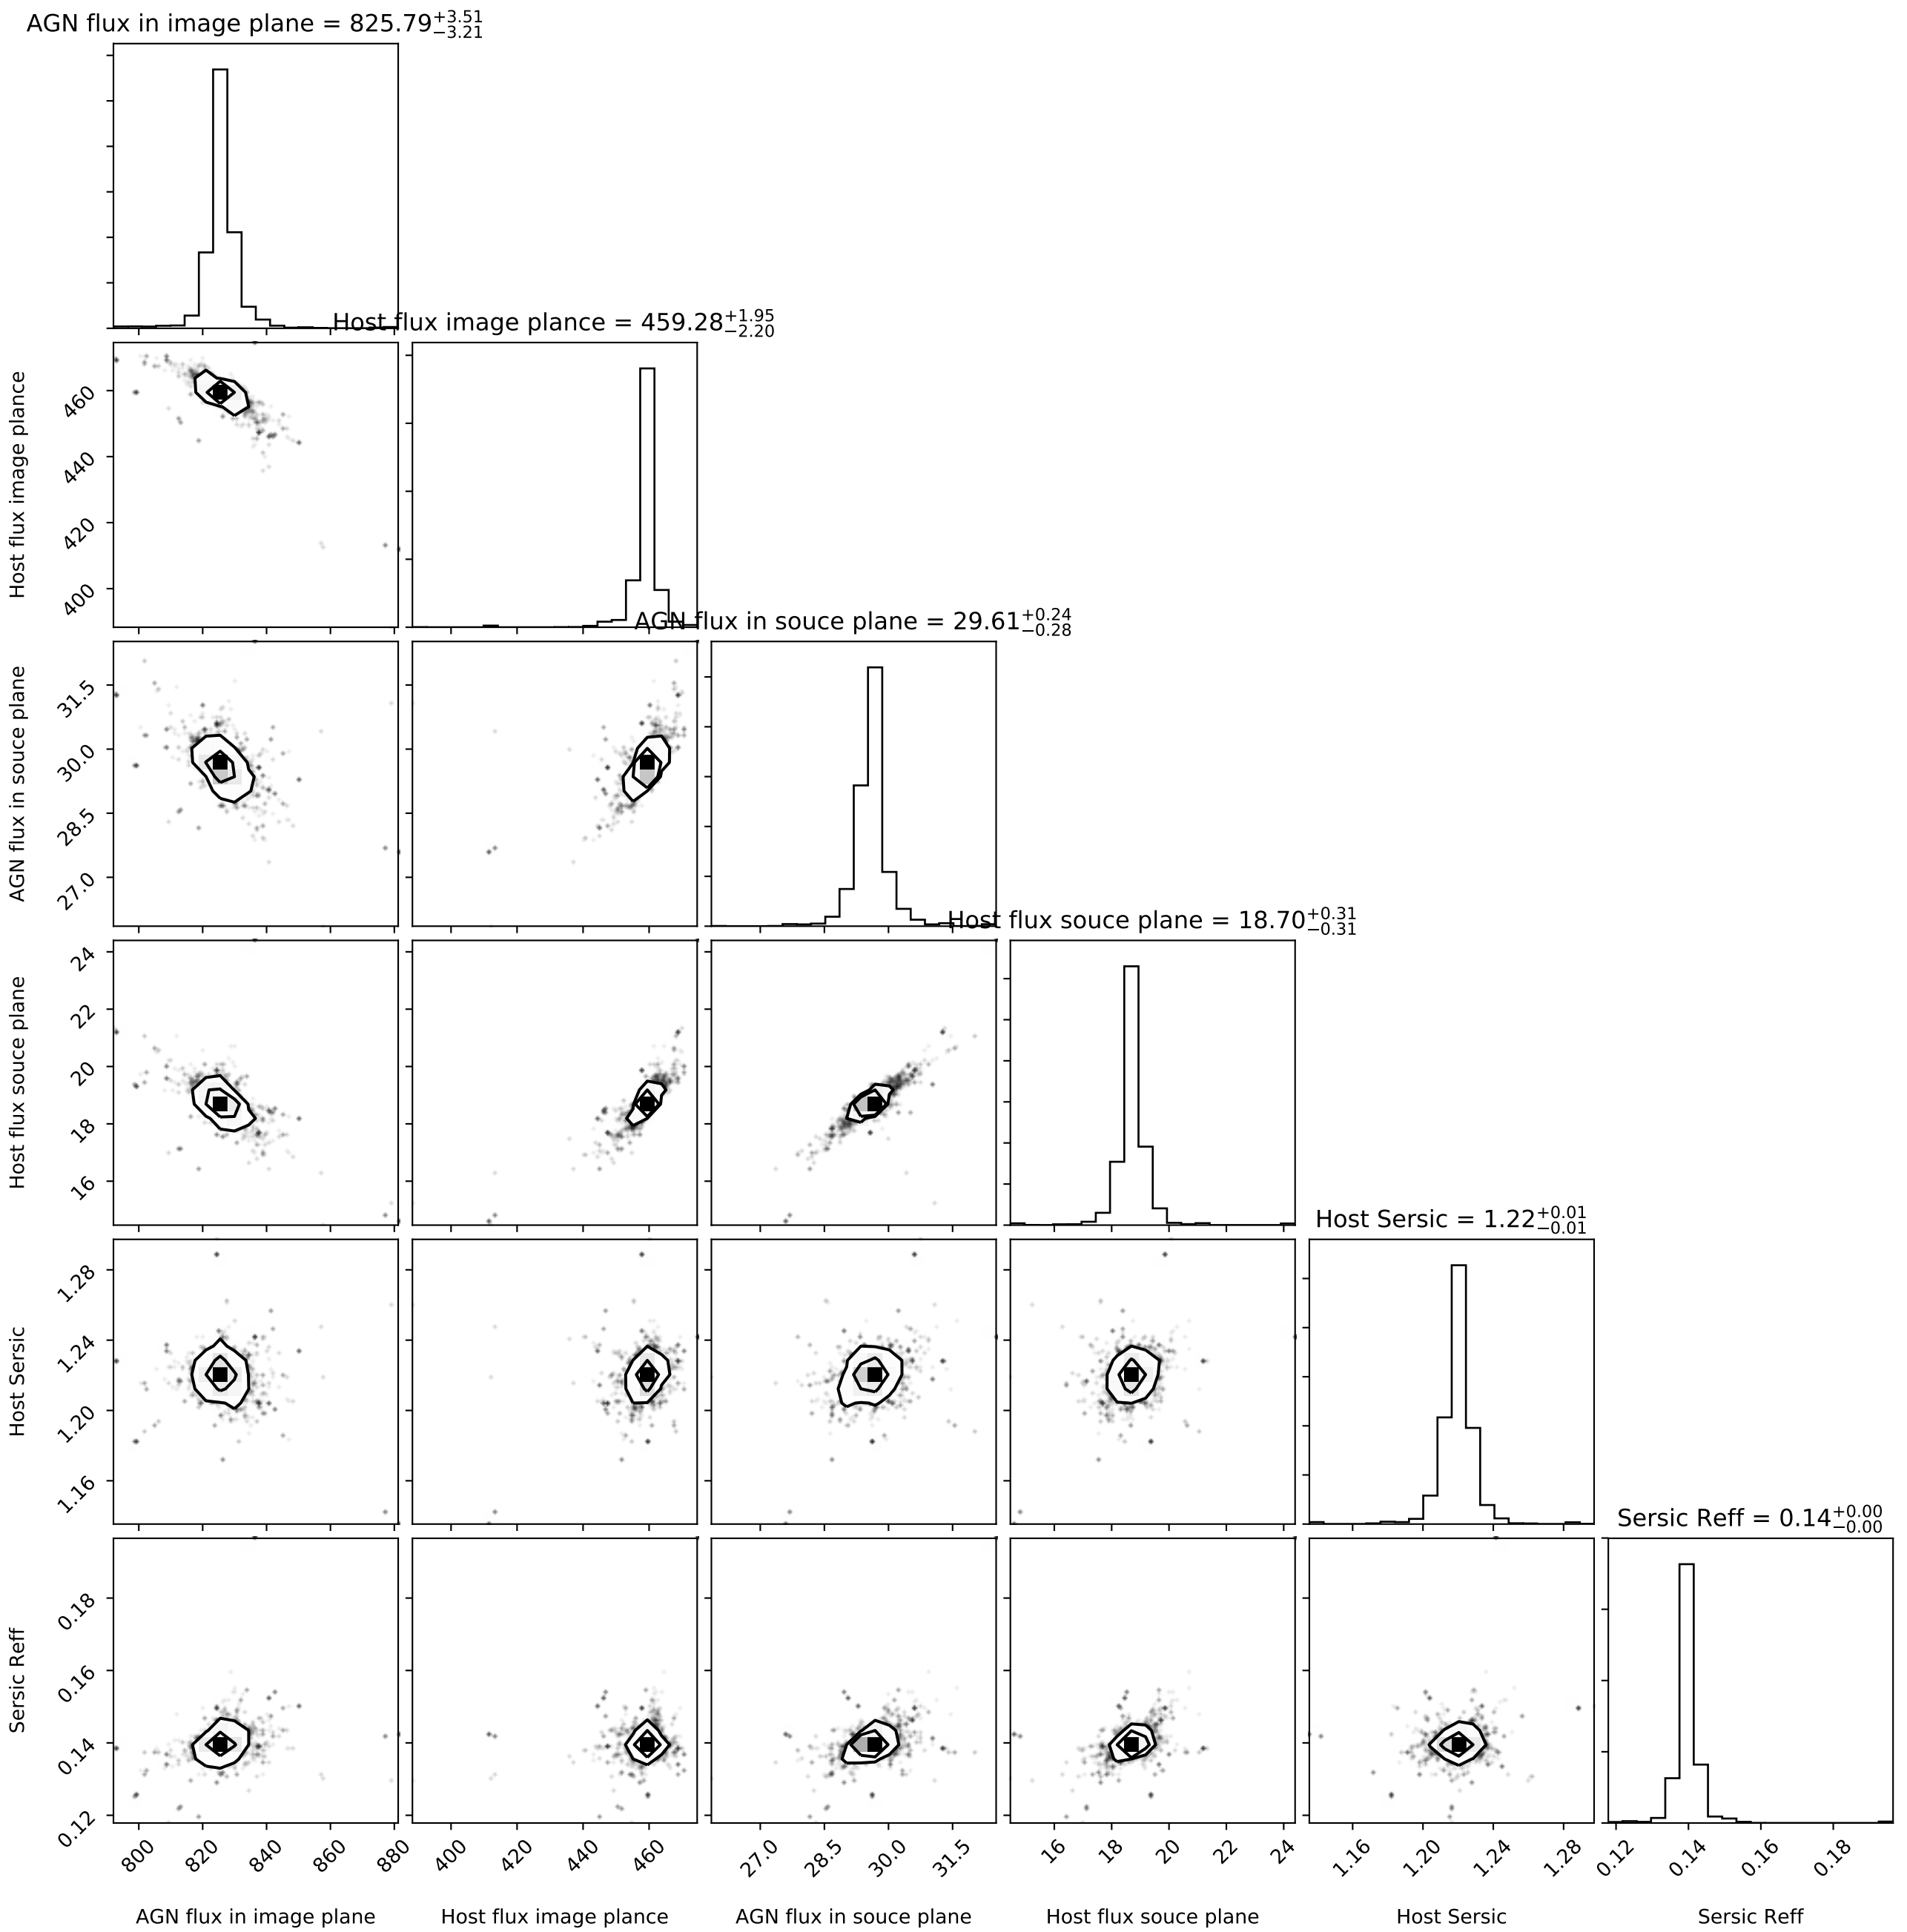 AGN flux in image plane = 825.79+3.51 −3.21
Host flux image plance = 459.28+1.95 −2.20
Host flux image plance
460
440
420
400
AGN flux in souce plane = 29.61+0.24 −0.28
AGN flux in souce plane
31.5
30.0
28.5
27.0
Host flux souce plane = 18.70+0.31 −0.31
Host flux souce plane
24
22
20
18
16
Host Sersic = 1.22+0.01 −0.01
Host Sersic
1.28
1.24
1.20
1.16
Sersic Reff = 0.14+0.00 −0.00
Sersic Reff
0.18
0.16
0.14
0.12
800 820 840 860 880 400 420 440 460 27.0 28.5 30.0 31.5 16 18 20 22 24 1.16 1.20 1.24 1.28 0.12 0.14 0.16 0.18
AGN flux in image plane Host flux image plance AGN flux in souce plane Host flux souce plane Host Sersic Sersic Reff